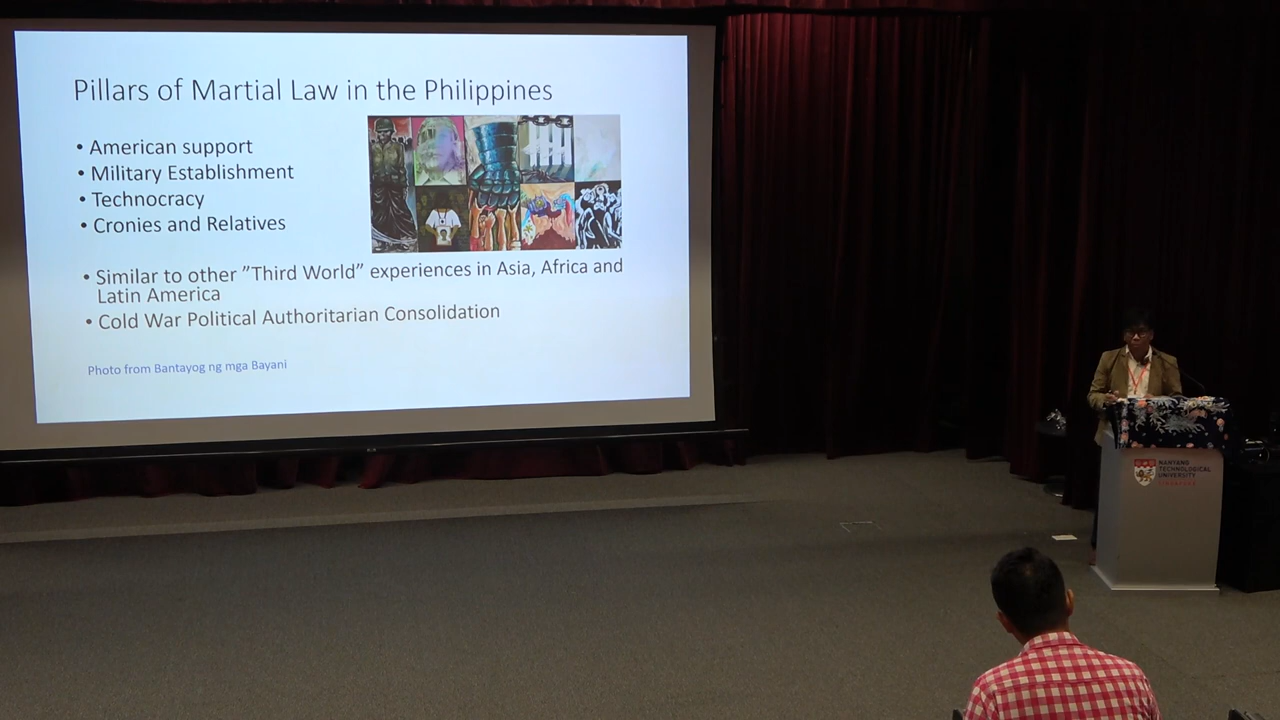 Pillars of Martial Law in the Philippines
• American support
• Military Establishment
• Technocracy
• Cronies and Relatives
• Similar to other ”Third World” experiences in Asia, Africa and
Latin America
• Cold War Political Authoritarian Consolidation
Photo from Bantayog ng mga Bayani
NANYANG
TECHNOLOGICAL
UNIVERSITY
SINGAPORE